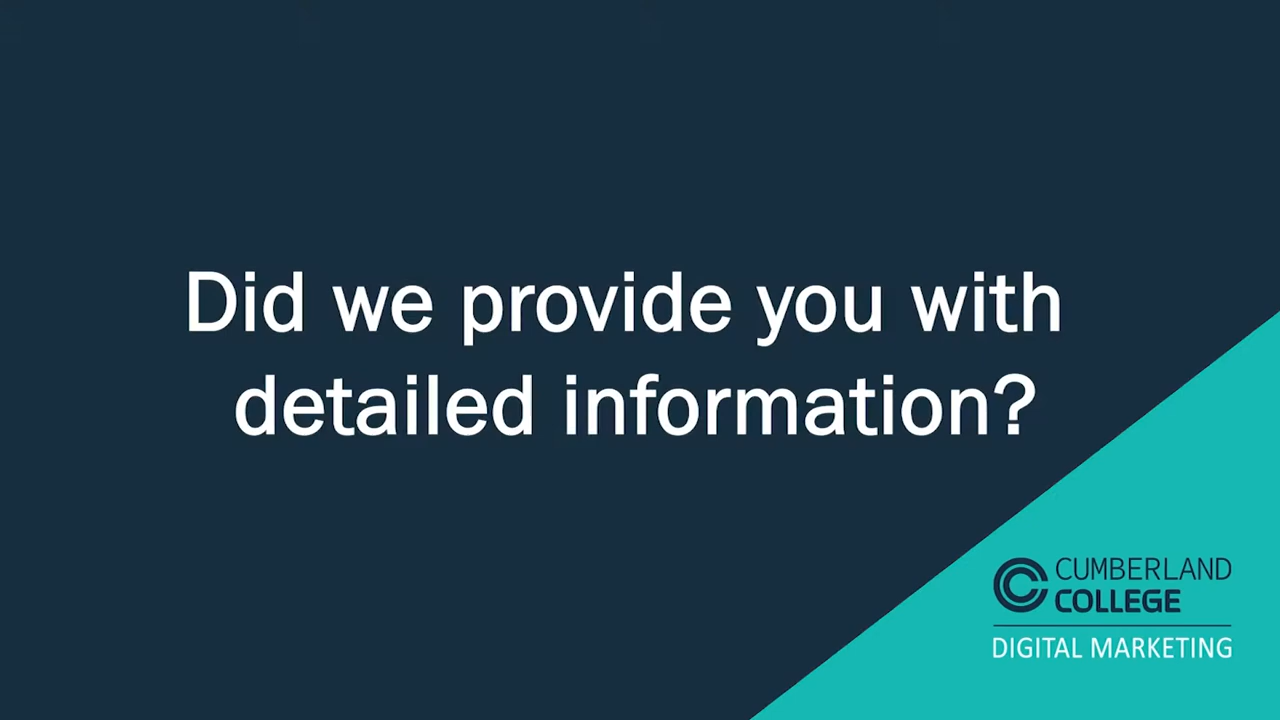 Did we provide you with
detailed information?
CUMBERLAND
COLLEGE
DIGITAL MARKETING